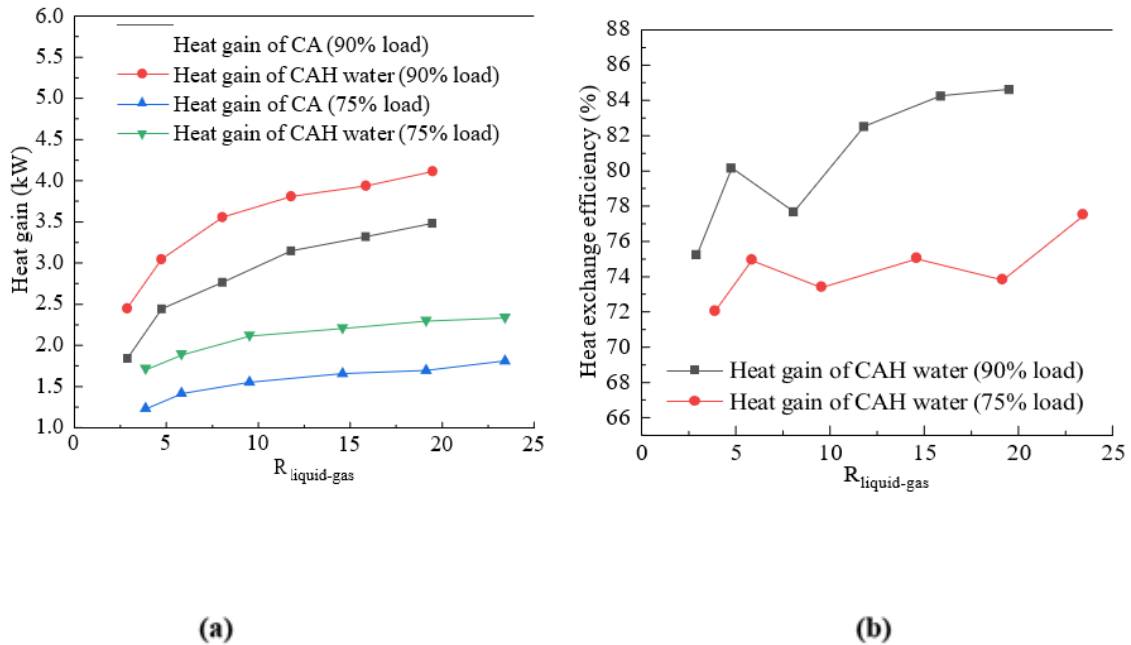 6.0
5.5
5.0
4.5
4.0
3.5
3.0
2.5
2.0
1.5
1.0
Heat gain (kW)
Heat gain of CA (90% load)
Heat gain of CAH water (90% load)
Heat gain of CA (75% load)
Heat gain of CAH water (75% load)
0 5 10 15 20 25
R liquid-gas
(a)
88
86
84
82
80
78
76
74
72
70
68
66
Heat exchange efficiency (%)
Heat gain of CAH water (90% load)
Heat gain of CAH water (75% load)
0 5 10 15 20 25
Rliquid-gas
(b)